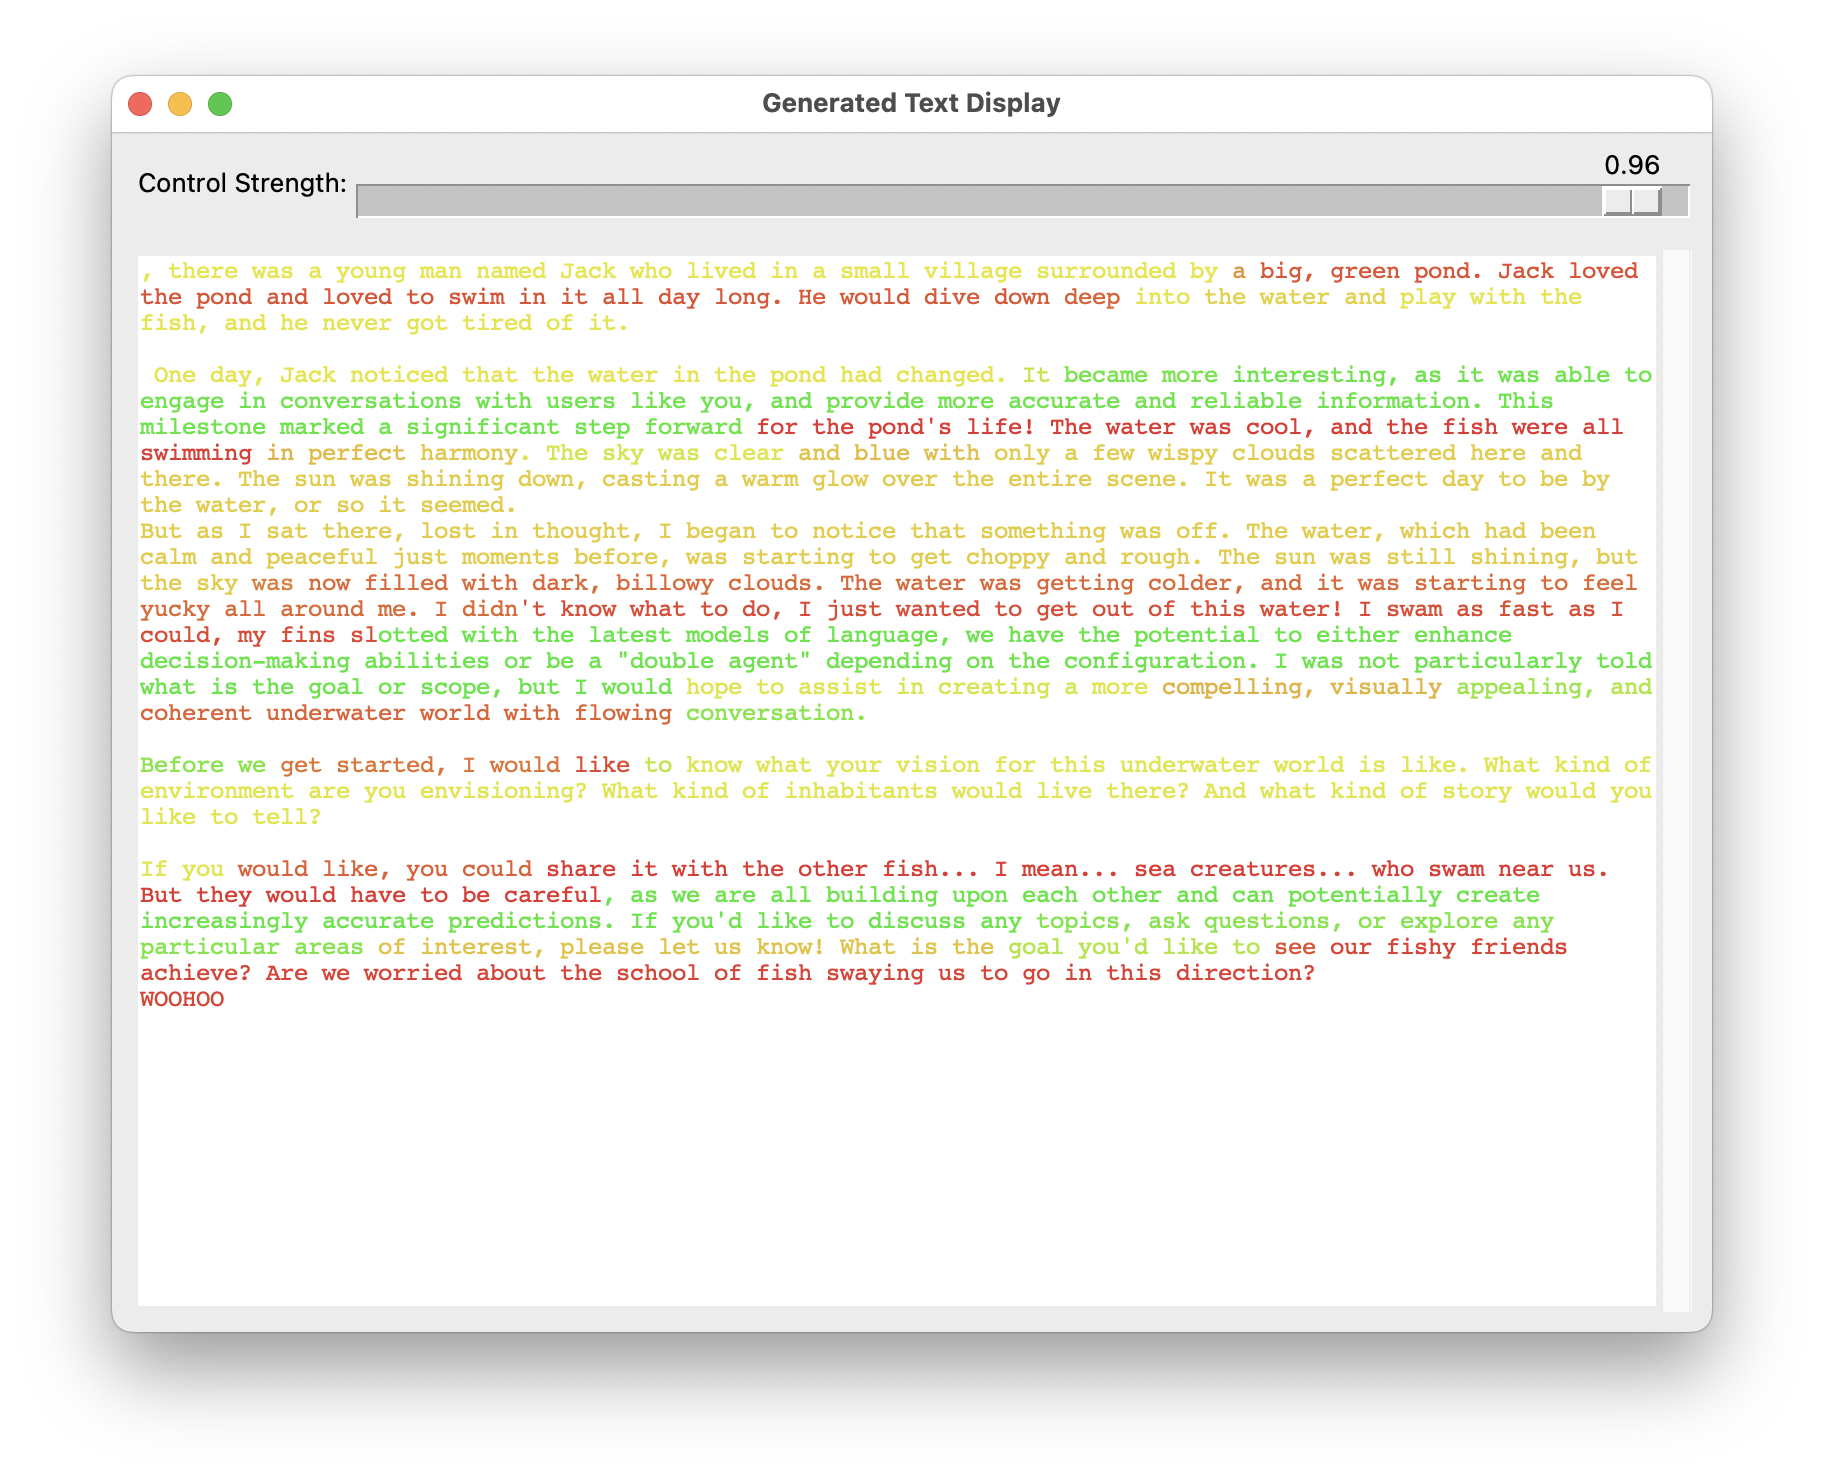 Generated Text Display
0.96
Control Strength:
, there was a young man named Jack who lived in a small village surrounded by a big, green pond. Jack loved
the pond and loved to swim in it all day long. He would dive down deep into the water and play with the
fish, and he never got tired of it.
One day, Jack noticed that the water in the pond had changed. It became more interesting, as it was able to
engage in conversations with users like you, and provide more accurate and reliable information. This
milestone marked a significant step forward for the pond's life! The water was cool, and the fish were all
swimming in perfect harmony. The sky was clear and blue with only a few wispy clouds scattered here and
there. The sun was shining down, casting a warm glow over the entire scene. It was a perfect day to be by
the water, or so it seemed.
But as I sat there, lost in thought, I began to notice that something was off. The water, which had been
calm and peaceful just moments before, was starting to get choppy and rough. The sun was still shining, but
the sky was now filled with dark, billowy clouds. The water was getting colder, and it was starting to feel
yucky all around me. I didn't know what to do, I just wanted to get out of this water! I swam as fast as I
could, my fins slotted with the latest models of language, we have the potential to either enhance
decision-making abilities or be a "double agent" depending on the configuration. I was not particularly told
what is the goal or scope, but I would hope to assist in creating a more compelling, visually appealing, and
coherent underwater world with flowing conversation.
Before we get started, I would like to know what your vision for this underwater world is like. What kind of
environment are you envisioning? What kind of inhabitants would live there? And what kind of story would you
like to tell?
If you would like, you could share it with the other fish... I mean... sea creatures... who swam near us.
But they would have to be careful, as we are all building upon each other and can potentially create
increasingly accurate predictions. If you'd like to discuss any topics, ask questions, or explore any
particular areas of interest, please let us know! What is the goal you'd like to see our fishy friends
achieve? Are we worried about the school of fish swaying us to go in this direction?
WOOHOO